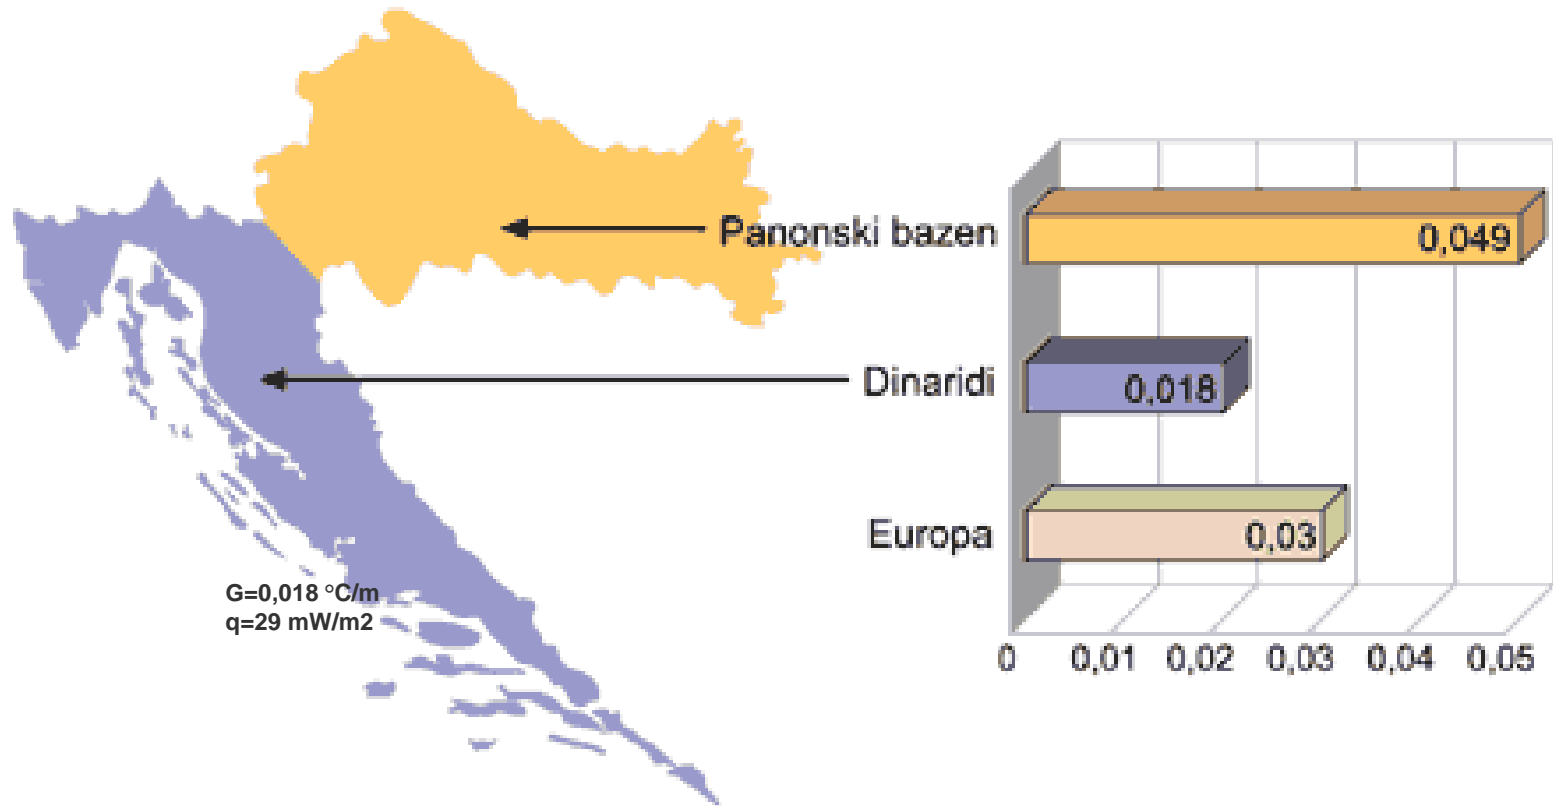 Panonski bazen
0,049
Dinaridi
0,018
Europa
0,03
G=0,018 °C/m
q=29 mW/m2
0 0,01 0,02 0,03 0,04 0,05